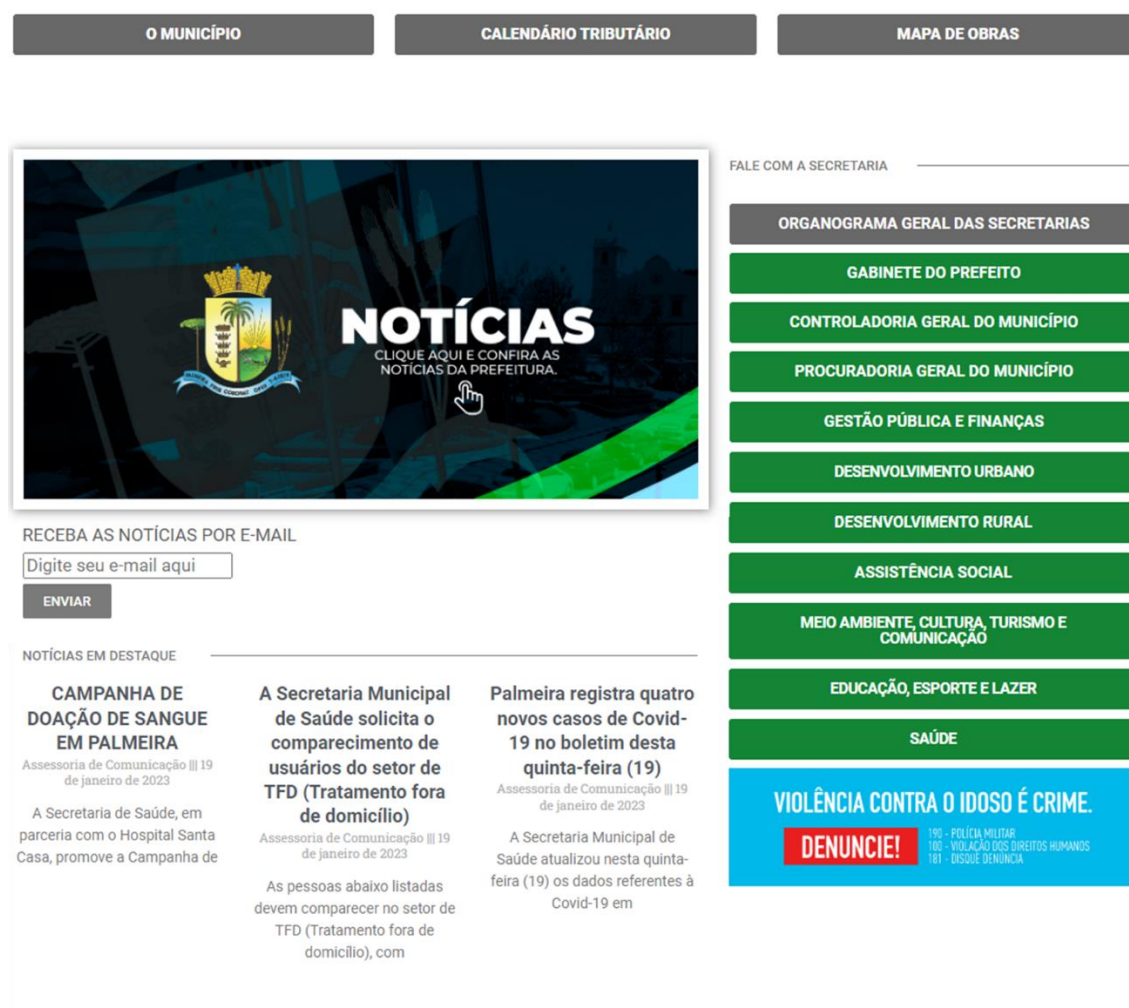 O MUNICÍPIO
CALENDÁRIO TRIBUTÁRIO
MAPA DE OBRAS
NOTÍCIAS
CLIQUE AQUI E CONFIRA AS
NOTÍCIAS DA PREFEITURA.
RECEBA AS NOTÍCIAS POR E-MAIL
Digite seu e-mail aqui
ENVIAR
NOTÍCIAS EM DESTAQUE
CAMPANHA DE
DOAÇÃO DE SANGUE
EM PALMEIRA
Assessoria de Comunicação ||| 19
de janeiro de 2023
A Secretaria de Saúde, em
parceria com o Hospital Santa
Casa, promove a Campanha de
A Secretaria Municipal
de Saúde solicita o
comparecimento de
usuários do setor de
TFD (Tratamento fora
de domicílio)
Assessoria de Comunicação ||| 19
de janeiro de 2023
As pessoas abaixo listadas
devem comparecer no setor de
TFD (Tratamento fora de
domicílio), com
Palmeira registra quatro
novos casos de Covid-
19 no boletim desta
quinta-feira (19)
Assessoria de Comunicação ||| 19
de janeiro de 2023
A Secretaria Municipal de
Saúde atualizou nesta quinta-
feira (19) os dados referentes à
Covid-19 em
FALE COM A SECRETARIA
ORGANOGRAMA GERAL DAS SECRETARIAS
GABINETE DO PREFEITO
CONTROLADORIA GERAL DO MUNICÍPIO
PROCURADORIA GERAL DO MUNICÍPIO
GESTÃO PÚBLICA E FINANÇAS
DESENVOLVIMENTO URBANO
DESENVOLVIMENTO RURAL
ASSISTÊNCIA SOCIAL
MEIO AMBIENTE, CULTURA, TURISMO E
COMUNICAÇÃO
EDUCAÇÃO, ESPORTE E LAZER
SAÚDE
VIOLÊNCIA CONTRA O IDOSO É CRIME.
DENUNCIE!
190 - POLÍCIA MILITAR
100 - VIOLAÇÃO DOS DIREITOS HUMANOS
181 - DISQUE DENÚNCIA